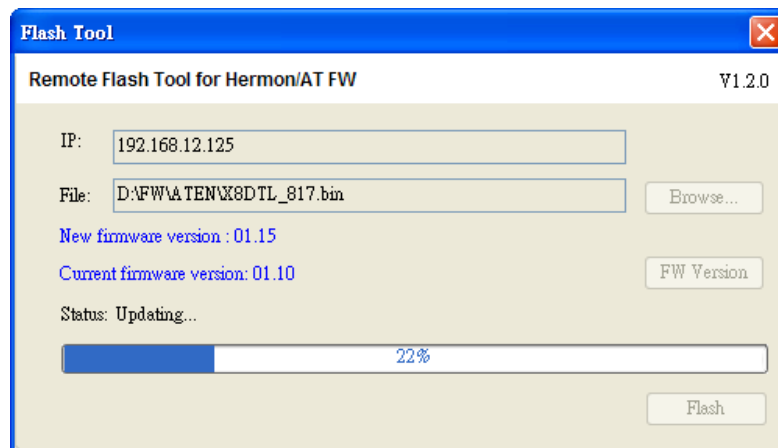 Flash Tool
Remote Flash Tool for Hermon/AT FW
V1.2.0
IP:
192.168.12.125
File:
D:\FW\ATEN\X8DTL_817.bin
Browse...
New firmware version : 01.15
Current firmware version: 01.10
FW Version
Status: Updating...
22%
Flash